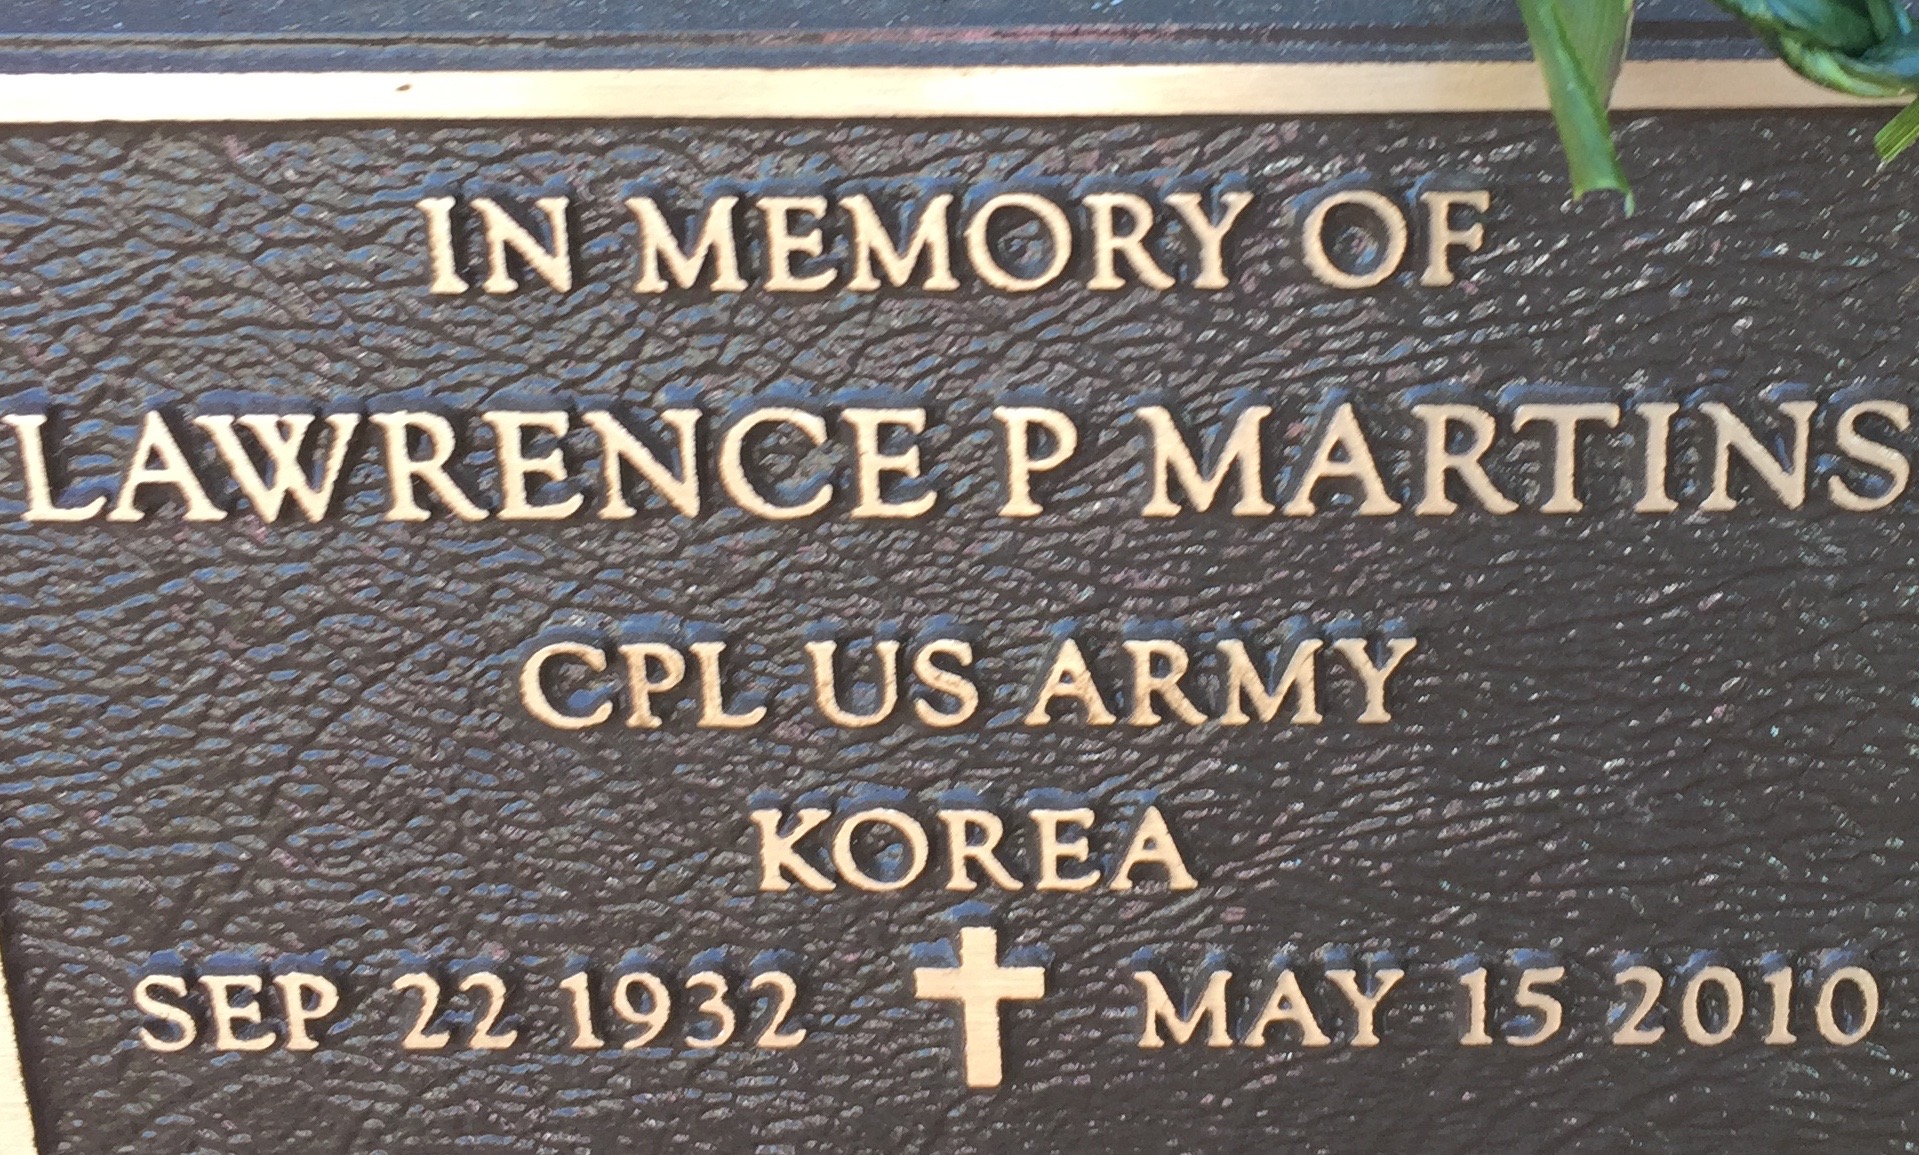 IN MEMORY OF
LAWRENCE P MARTINS
CPL US ARMY
KOREA
SEP 22 1932 MAY 15 2010